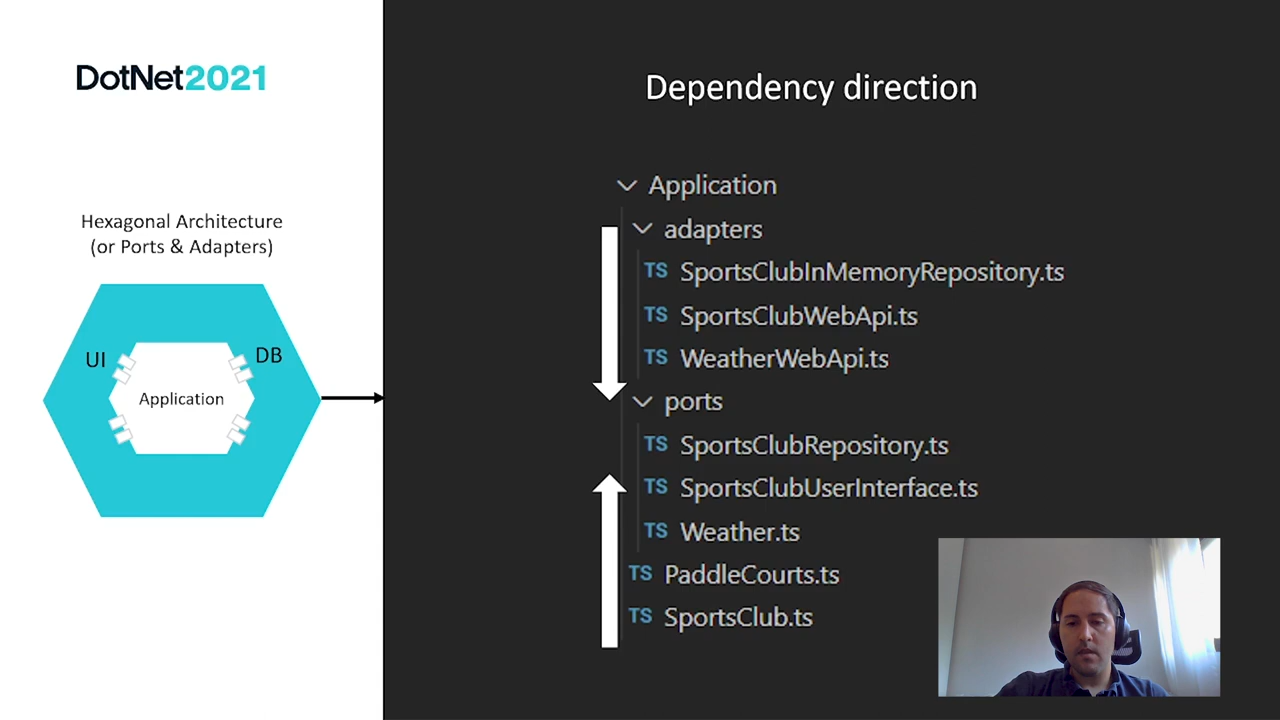 DotNet2021
Hexagonal Architecture
(or Ports & Adapters)
UI
DB
Application
Dependency direction
Application
adapters
TS SportsClubInMemoryRepository.ts
TS SportsClubWebApi.ts
TS WeatherWebApi.ts
ports
TS SportsClubRepository.ts
TS SportsClubUserInterface.ts
TS Weather.ts
TS PaddleCourts.ts
TS SportsClub.ts